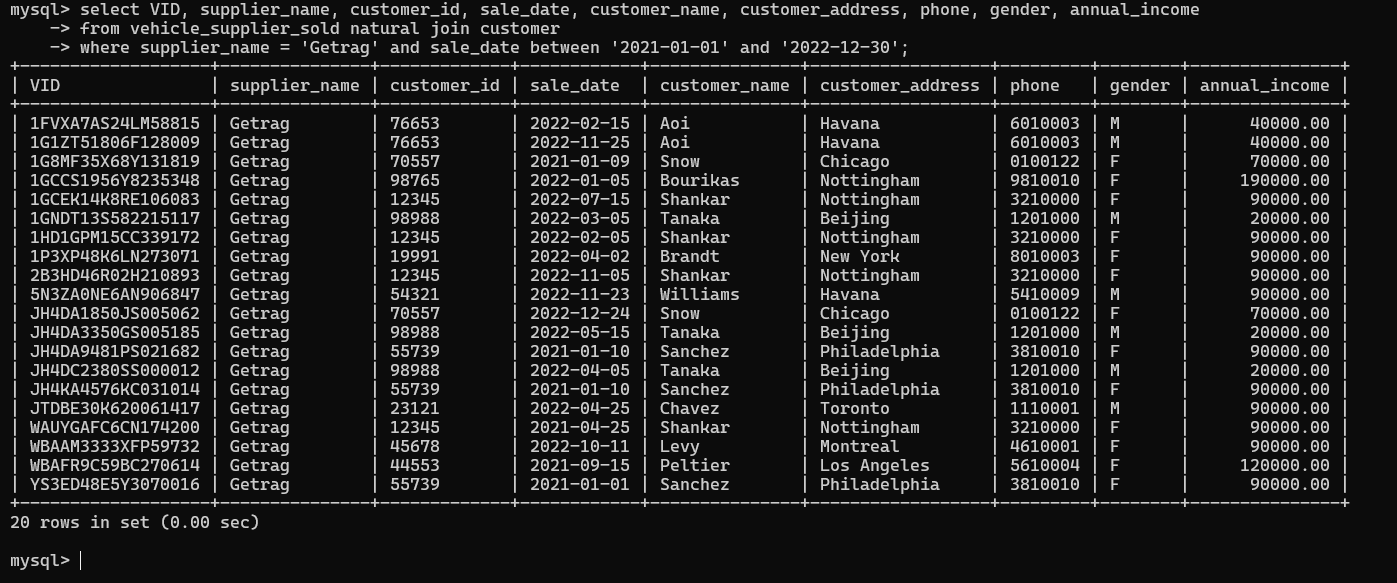 mysql> select VID, supplier_name, customer_id, sale_date, customer_name, customer_address, phone, gender, annual_income
    -> from vehicle_supplier_sold natural join customer
    -> where supplier_name = 'Getrag' and sale_date between '2021-01-01' and '2022-12-30';
+-------------------+---------------+-------------+------------+---------------+------------------+---------+--------+---------------+
| VID               | supplier_name | customer_id | sale_date  | customer_name | customer_address | phone   | gender | annual_income |
+-------------------+---------------+-------------+------------+---------------+------------------+---------+--------+---------------+
| 1FVXA7AS24LM58815 | Getrag        | 76653       | 2022-02-15 | Aoi           | Havana           | 6010003 | M      |      40000.00 |
| 1G1ZT51806F128009 | Getrag        | 76653       | 2022-11-25 | Aoi           | Havana           | 6010003 | M      |      40000.00 |
| 1G8MF35X68Y131819 | Getrag        | 70557       | 2021-01-09 | Snow          | Chicago          | 0100122 | F      |      70000.00 |
| 1GCCS1956Y8235348 | Getrag        | 98765       | 2022-01-05 | Bourikas      | Nottingham       | 9810010 | F      |     190000.00 |
| 1GCEK14K8RE106083 | Getrag        | 12345       | 2022-07-15 | Shankar       | Nottingham       | 3210000 | F      |      90000.00 |
| 1GNDT13S582215117 | Getrag        | 98988       | 2022-03-05 | Tanaka        | Beijing          | 1201000 | M      |      20000.00 |
| 1HD1GPM15CC339172 | Getrag        | 12345       | 2022-02-05 | Shankar       | Nottingham       | 3210000 | F      |      90000.00 |
| 1P3XP48K6LN273071 | Getrag        | 19991       | 2022-04-02 | Brandt        | New York         | 8010003 | F      |      90000.00 |
| 2B3HD46R02H210893 | Getrag        | 12345       | 2022-11-05 | Shankar       | Nottingham       | 3210000 | F      |      90000.00 |
| 5N3ZA0NE6AN906847 | Getrag        | 54321       | 2022-11-23 | Williams      | Havana           | 5410009 | M      |      90000.00 |
| JH4DA1850JS005062 | Getrag        | 70557       | 2022-12-24 | Snow          | Chicago          | 0100122 | F      |      70000.00 |
| JH4DA3350GS005185 | Getrag        | 98988       | 2022-05-15 | Tanaka        | Beijing          | 1201000 | M      |      20000.00 |
| JH4DA9481PS021682 | Getrag        | 55739       | 2021-01-10 | Sanchez       | Philadelphia     | 3810010 | F      |      90000.00 |
| JH4DC2380SS000012 | Getrag        | 98988       | 2022-04-05 | Tanaka        | Beijing          | 1201000 | M      |      20000.00 |
| JH4KA4576KC031014 | Getrag        | 55739       | 2021-01-10 | Sanchez       | Philadelphia     | 3810010 | F      |      90000.00 |
| JTDBE30K620061417 | Getrag        | 23121       | 2022-04-25 | Chavez        | Toronto          | 1110001 | M      |      90000.00 |
| WAUYGAFC6CN174200 | Getrag        | 12345       | 2021-04-25 | Shankar       | Nottingham       | 3210000 | F      |      90000.00 |
| WBAAM3333XFP59732 | Getrag        | 45678       | 2022-10-11 | Levy          | Montreal         | 4610001 | F      |      90000.00 |
| WBAFR9C59BC270614 | Getrag        | 44553       | 2021-09-15 | Peltier       | Los Angeles      | 5610004 | F      |     120000.00 |
| YS3ED48E5Y3070016 | Getrag        | 55739       | 2021-01-01 | Sanchez       | Philadelphia     | 3810010 | F      |      90000.00 |
+-------------------+---------------+-------------+------------+---------------+------------------+---------+--------+---------------+
20 rows in set (0.00 sec)
mysql>